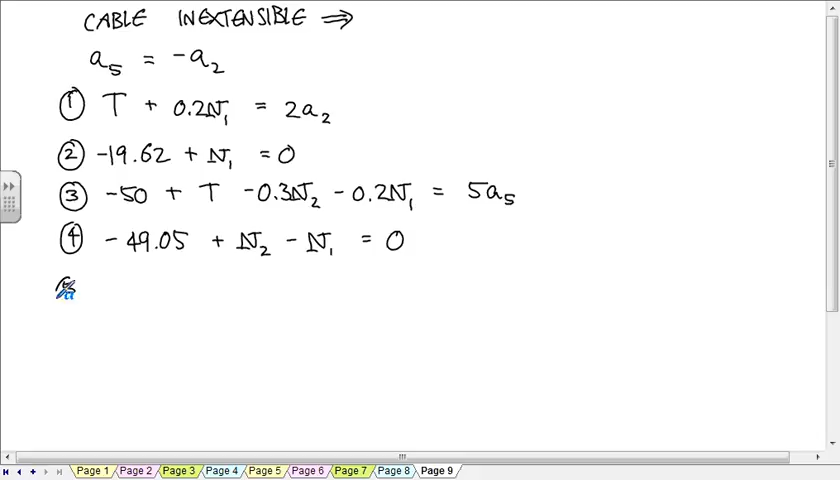 CABLE INEXTENSIBLE ⇒
a₅ = -a₂
① T + 0.2N₁ = 2a₂
② -19.62 + N₁ = 0
③ -50 + T - 0.3N₂ - 0.2N₁ = 5a₅
④ -49.05 + N₂ - N₁ = 0
Page 1 Page 2 Page 3 Page 4 Page 5 Page 6 Page 7 Page 8 Page 9